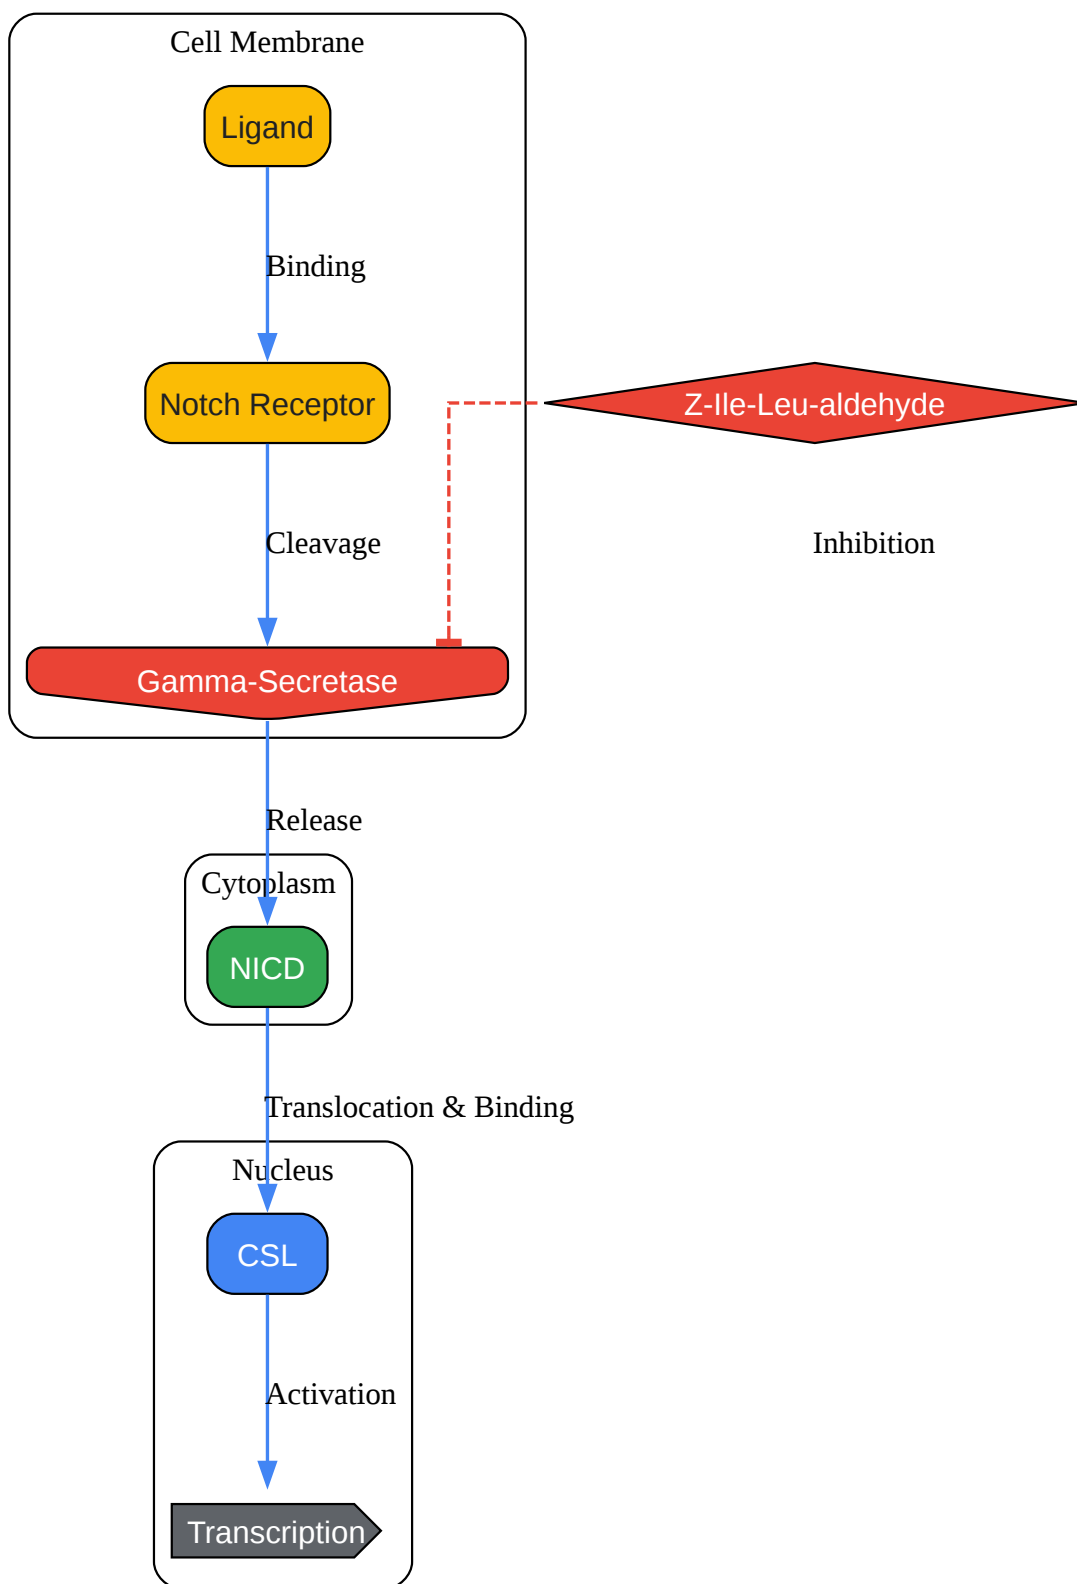 Cell Membrane
Ligand
Binding
Notch Receptor
Z-Ile-Leu-aldehyde
Cleavage
Inhibition
Gamma-Secretase
Release
Cytoplasm
NICD
Translocation & Binding
Nucleus
CSL
Activation
Transcription